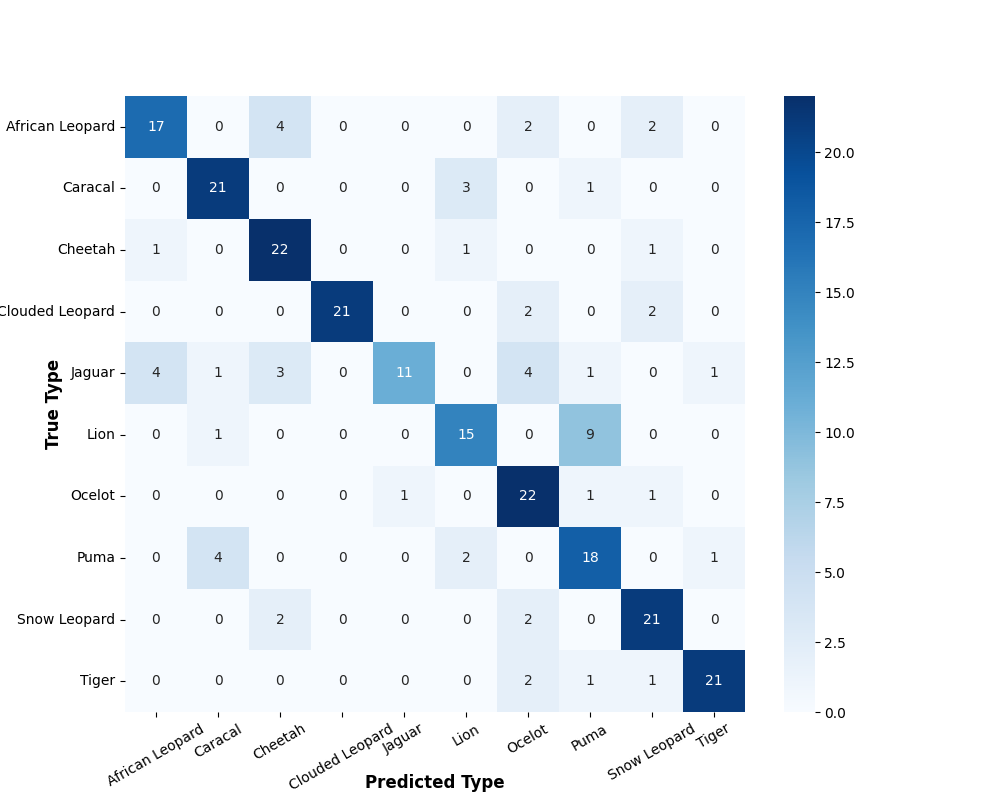 African Leopard 17 0 4 0 0 0 2 0 2 0
Caracal 0 21 0 0 0 3 0 1 0 0
Cheetah 1 0 22 0 0 1 0 0 1 0
Clouded Leopard 0 0 0 21 0 0 2 0 2 0
Jaguar 4 1 3 0 11 0 4 1 0 1
Lion 0 1 0 0 0 15 0 9 0 0
Ocelot 0 0 0 0 1 0 22 1 1 0
Puma 0 4 0 0 0 2 0 18 0 1
Snow Leopard 0 0 2 0 0 0 2 0 21 0
Tiger 0 0 0 0 0 0 2 1 1 21
True Type
African Leopard Caracal Cheetah Clouded Leopard Jaguar Lion Ocelot Puma Snow Leopard Tiger
Predicted Type
20.0
17.5
15.0
12.5
10.0
7.5
5.0
2.5
0.0